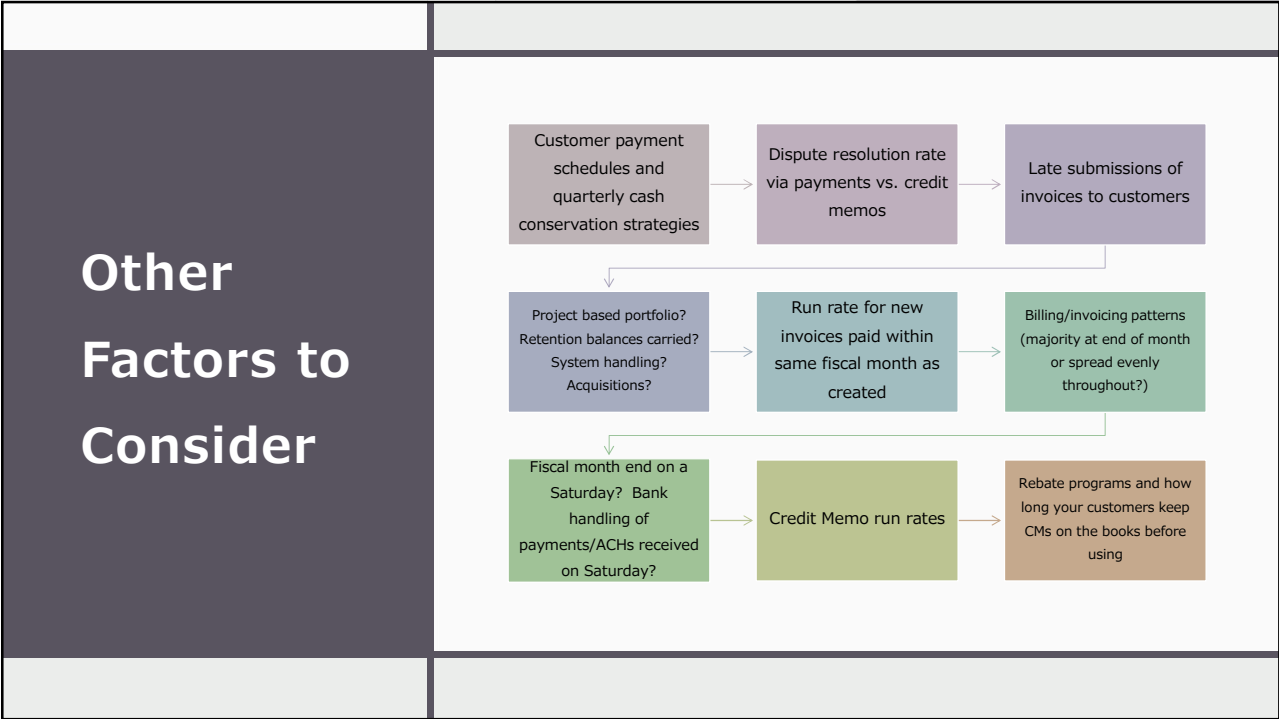 Other
Factors to
Consider
Customer payment
schedules and
quarterly cash
conservation strategies
Dispute resolution rate
via payments vs. credit
memos
Late submissions of
invoices to customers
Project based portfolio?
Retention balances carried?
System handling?
Acquisitions?
Run rate for new
invoices paid within
same fiscal month as
created
Billing/invoicing patterns
(majority at end of month
or spread evenly
throughout?)
Fiscal month end on a
Saturday?  Bank
handling of
payments/ACHs received
on Saturday?
Credit Memo run rates
Rebate programs and how
long your customers keep
CMs on the books before
using